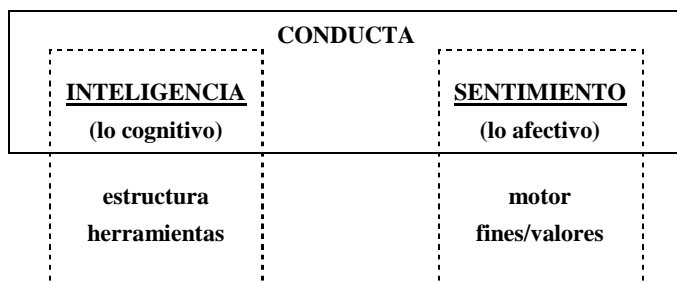 CONDUCTA
INTELIGENCIA
(lo cognitivo)
estructura
herramientas
SENTIMIENTO
(lo afectivo)
motor
fines/valores